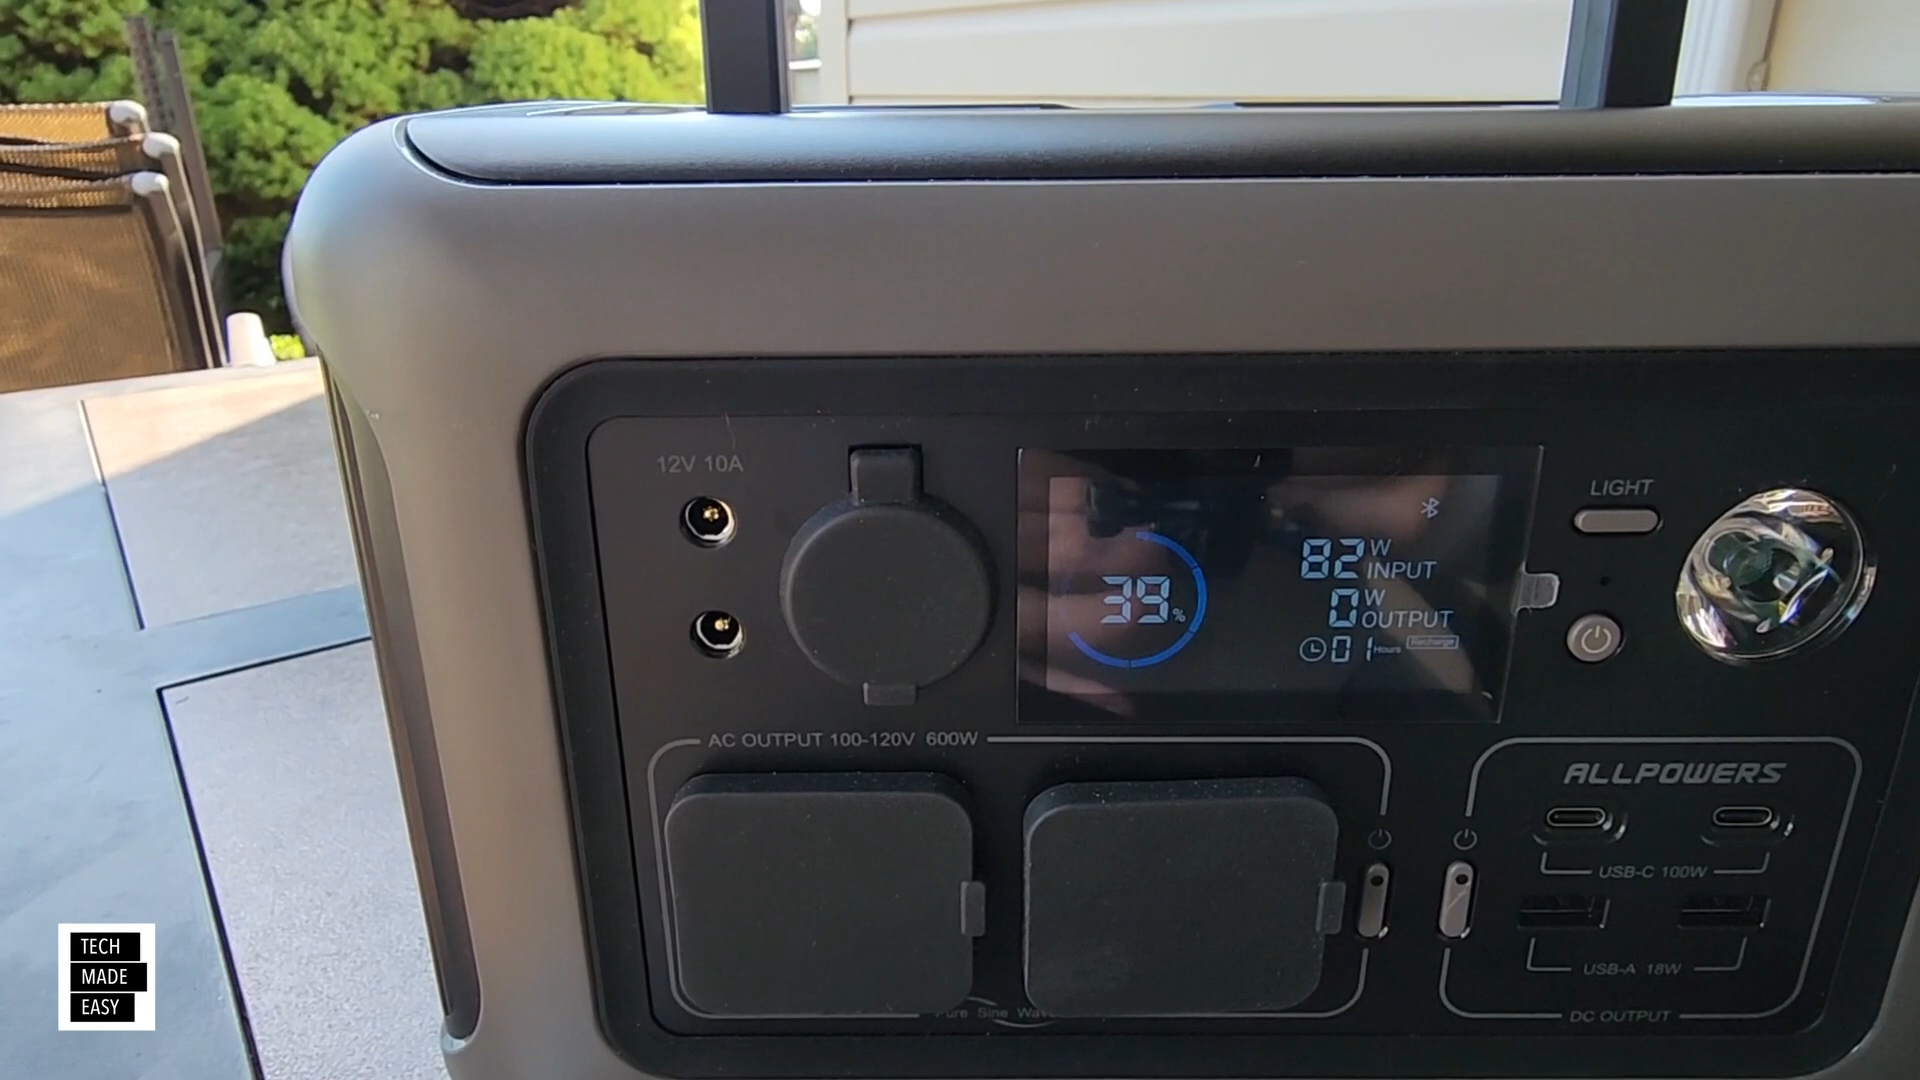 12V 10A
LIGHT
82 W
INPUT
39%
0 W
OUTPUT
01 Hours Recharge
AC OUTPUT 100-120V 600W
ALLPOWERS
USB-C 100W
USB-A 18W
Pure Sine Wave
DC OUTPUT
TECH
MADE
EASY